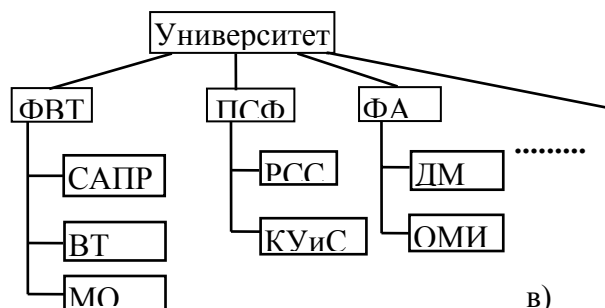 Университет
ФВТ
ПСФ
ФА
САПР
РСС
ДМ
.........
ВТ
КУиС
ОМИ
МО
в)